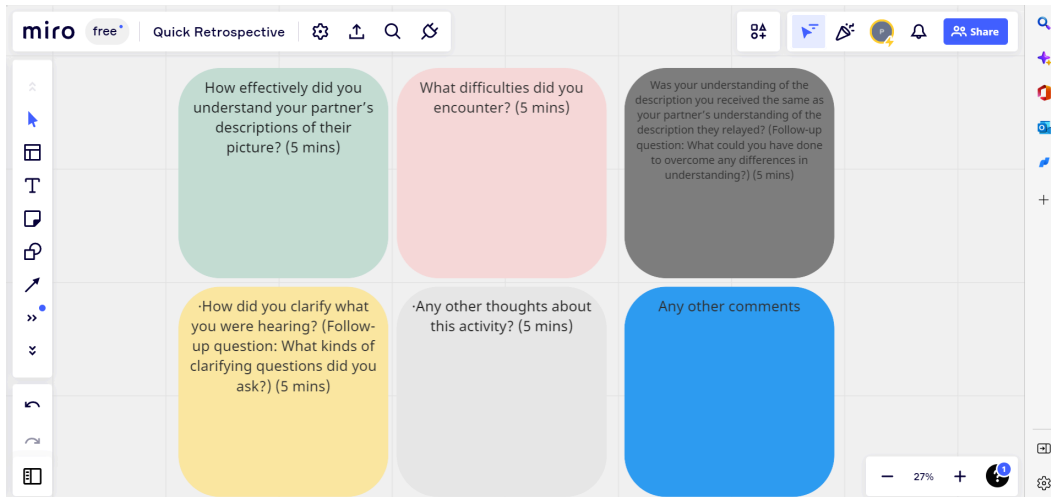 miro
free
Quick Retrospective
P
Share
How effectively did you
understand your partner’s
descriptions of their
picture? (5 mins)
What difficulties did you
encounter? (5 mins)
Was your understanding of the
description you received the same as
your partner’s understanding of the
description they relayed? (Follow-up
question: What could you have done
to overcome any differences in
understanding?) (5 mins)
·How did you clarify what
you were hearing? (Follow-
up question: What kinds of
clarifying questions did you
ask?) (5 mins)
·Any other thoughts about
this activity? (5 mins)
Any other comments
27%
1